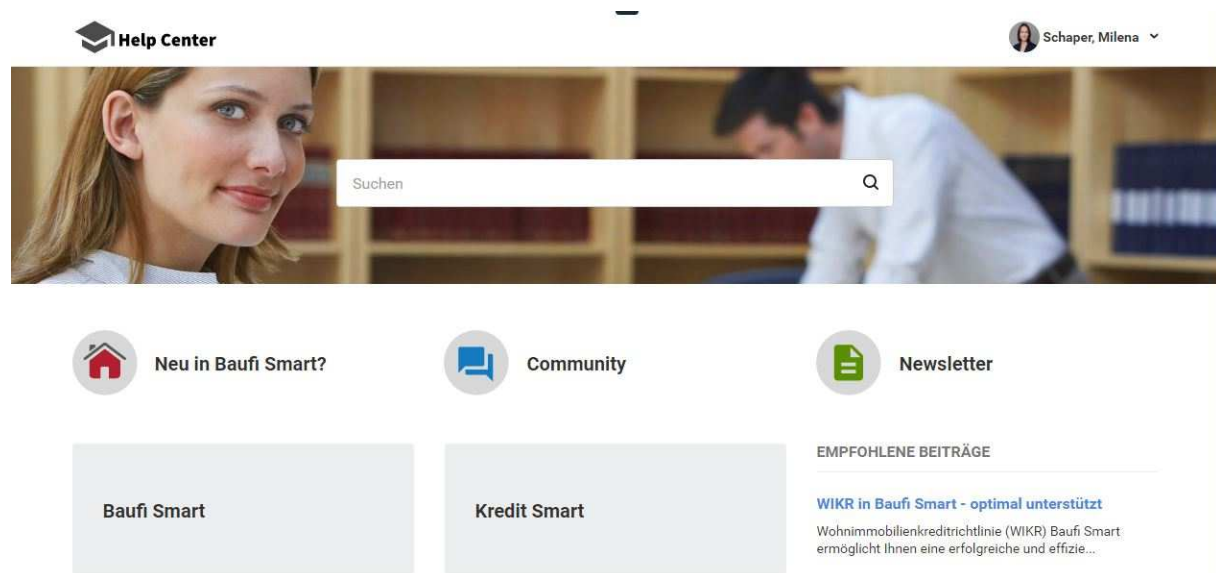 Help Center
Schaper, Milena
Suchen
Neu in Baufi Smart?
Community
Newsletter
Baufi Smart
Kredit Smart
EMPFOHLENE BEITRÄGE
WIKR in Baufi Smart - optimal unterstützt
Wohnimmobilienkreditrichtlinie (WIKR) Baufi Smart
ermöglicht Ihnen eine erfolgreiche und effizie...